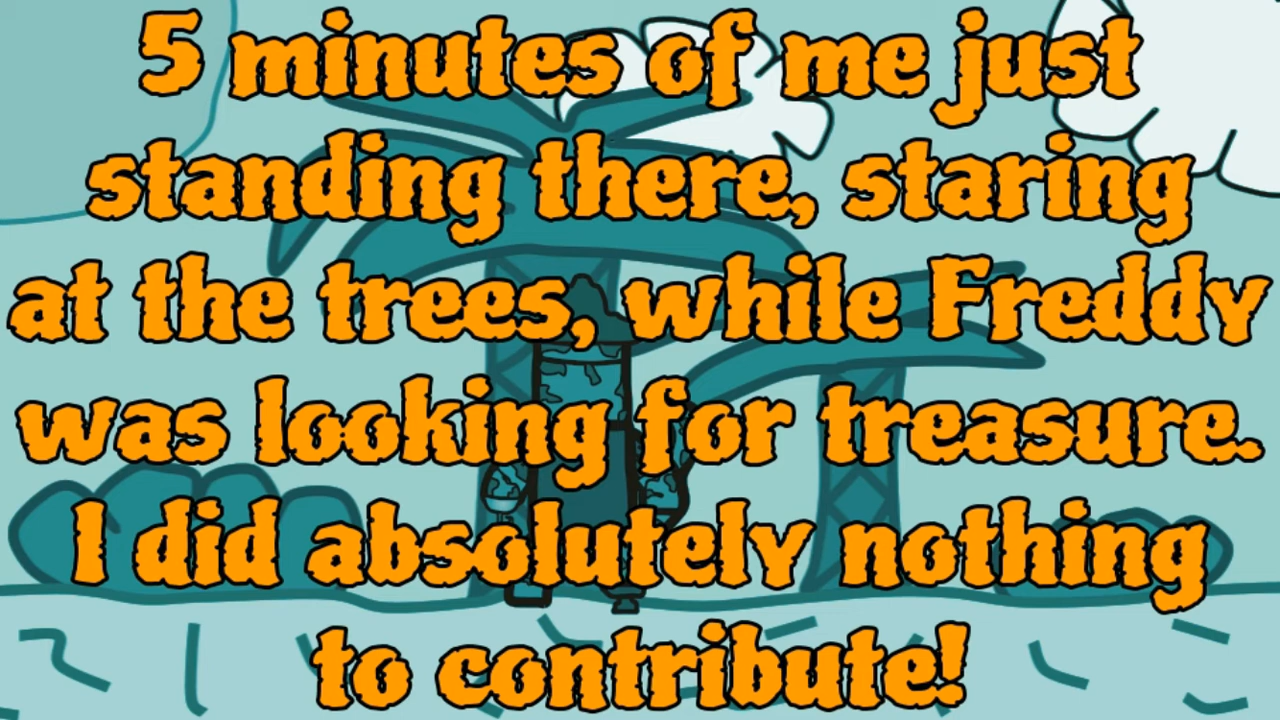 5 minutes of me just
standing there, staring
at the trees, while Freddy
was looking for treasure.
I did absolutely nothing
to contribute!